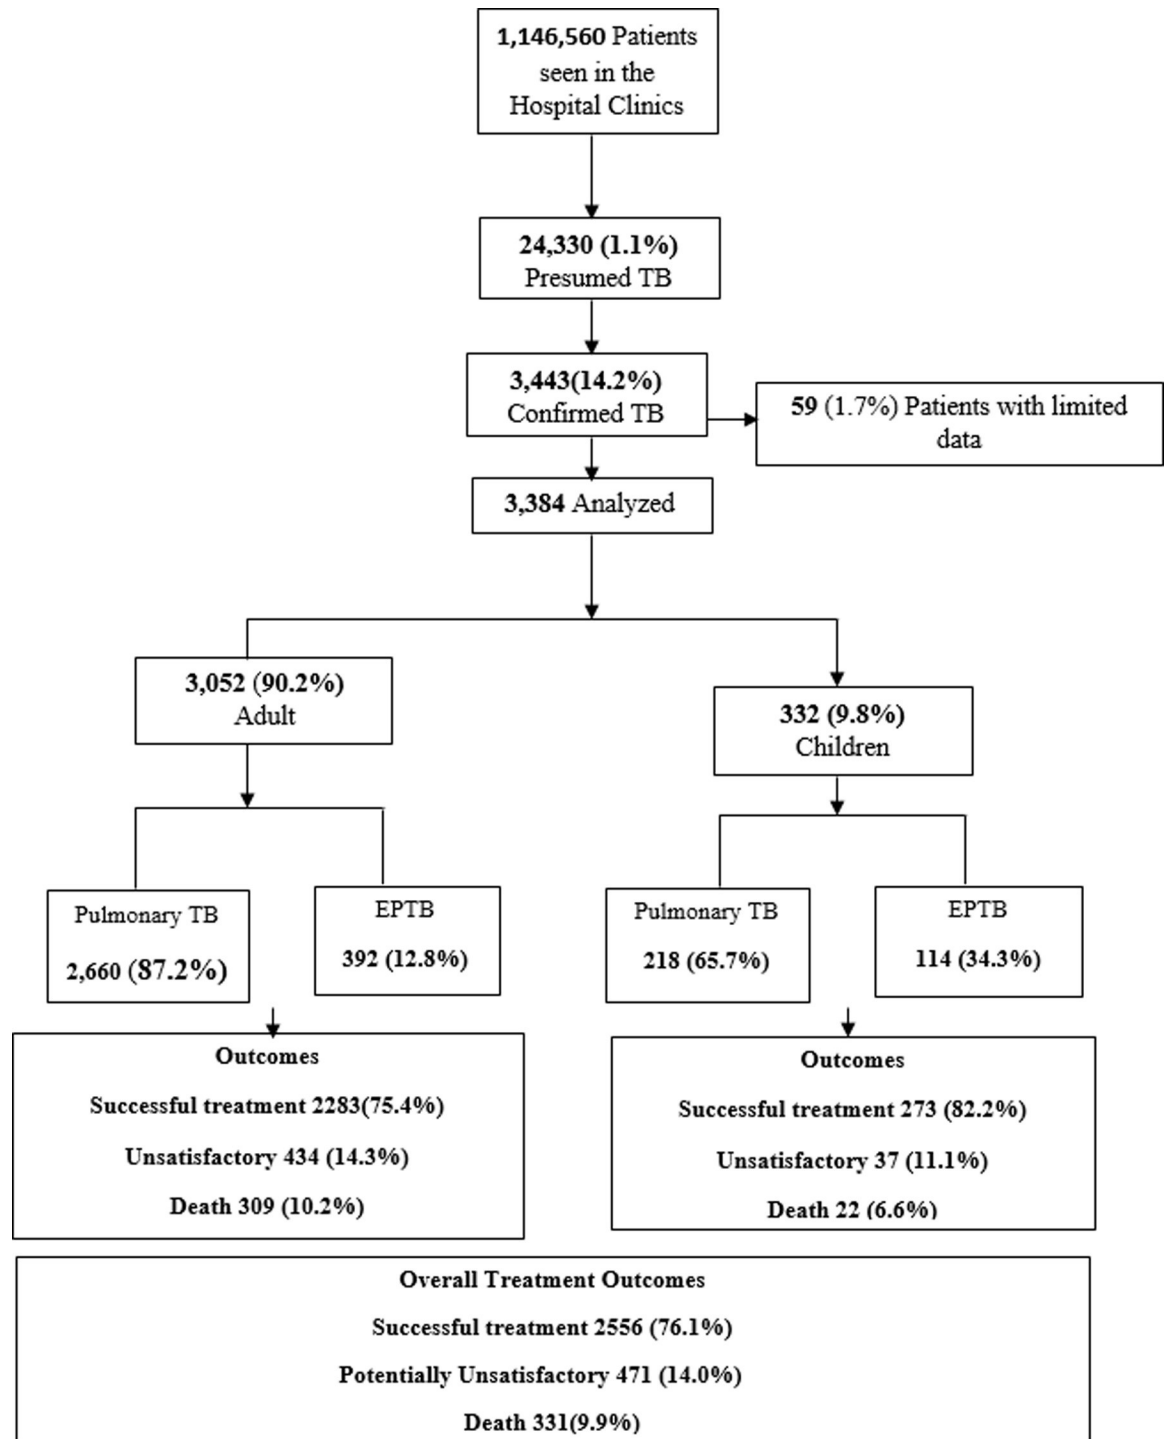 1,146,560 Patients
seen in the
Hospital Clinics
24,330 (1.1%)
Presumed TB
3,443(14.2%)
Confirmed TB
59 (1.7%) Patients with limited
data
3,384 Analyzed
3,052 (90.2%)
Adult
332 (9.8%)
Children
Pulmonary TB
2,660 (87.2%)
EPTB
392 (12.8%)
Pulmonary TB
218 (65.7%)
EPTB
114 (34.3%)
Outcomes
Successful treatment 2283(75.4%)
Unsatisfactory 434 (14.3%)
Death 309 (10.2%)
Outcomes
Successful treatment 273 (82.2%)
Unsatisfactory 37 (11.1%)
Death 22 (6.6%)
Overall Treatment Outcomes
Successful treatment 2556 (76.1%)
Potentially Unsatisfactory 471 (14.0%)
Death 331(9.9%)